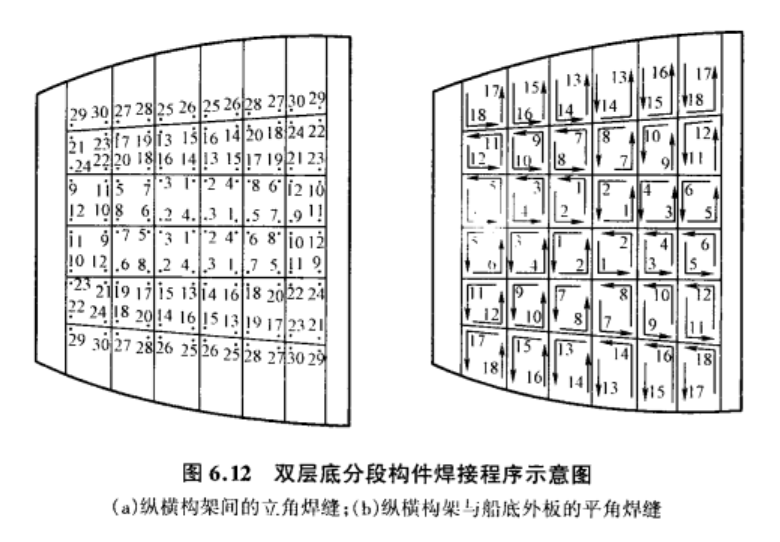 29 30 27 28 25 26 25 26 28 27 30 29
21 23 17 19 13 15 16 14 20 18 24 22
24 22 20 18 16 14 13 15 17 19 21 23
9 11 5 7 3 1 2 4 8 6 12 10
12 10 8 6 2 4 3 1 5 7 9 11
11 9 7 5 3 1 2 4 6 8 10 12
10 12 6 8 2 4 3 1 7 5 11 9
23 21 19 17 15 13 14 16 18 20 22 24
22 24 18 20 14 16 15 13 19 17 23 21
29 30 27 28 26 25 26 25 28 27 30 29
17 15 13 13 16 17
18 16 14 14 15 18
11 9 7 8 10 12
12 10 8 7 9 11
5 3 1 2 4 6
4 2 1 3 5
5 3 1 2 4 6
6 4 2 1 3 5
11 9 7 8 10 12
12 10 8 7 9 11
17 15 13 14 16 18
18 16 14 13 15 17
图 6.12 双层底分段构件焊接程序示意图
(a)纵横构架间的立角焊缝;(b)纵横构架与船底外板的平角焊缝